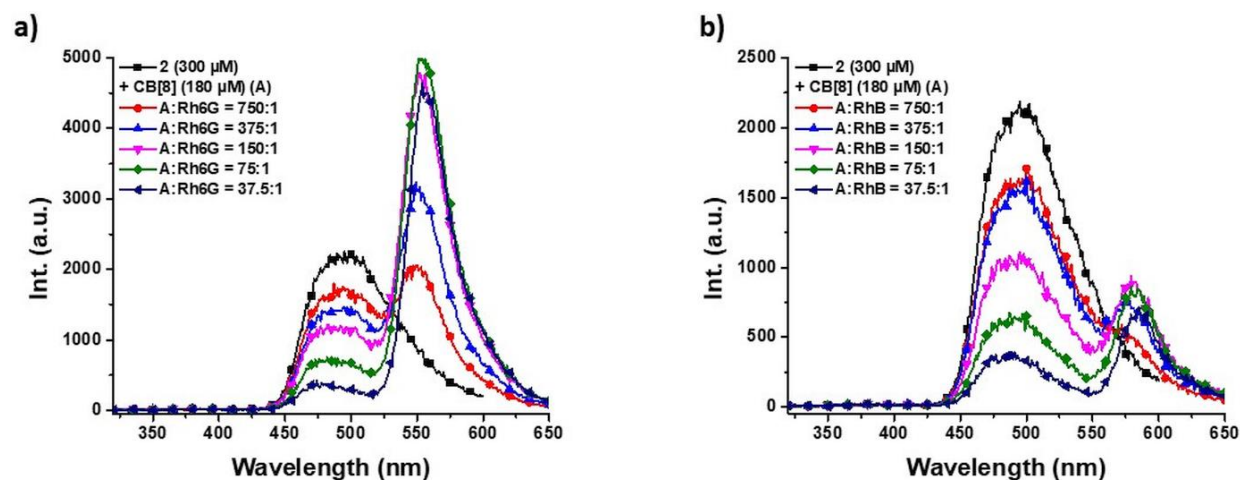 a)
5000
4000
3000
2000
1000
0
Int. (a.u.)
2 (300 µM)
+ CB[8] (180 µM) (A)
A:Rh6G = 750:1
A:Rh6G = 375:1
A:Rh6G = 150:1
A:Rh6G = 75:1
A:Rh6G = 37.5:1
350 400 450 500 550 600 650
Wavelength (nm)
b)
2500
2000
1500
1000
500
0
Int. (a.u.)
2 (300 µM)
+ CB[8] (180 µM) (A)
A:RhB = 750:1
A:RhB = 375:1
A:RhB = 150:1
A:RhB = 75:1
A:RhB = 37.5:1
350 400 450 500 550 600 650
Wavelength (nm)